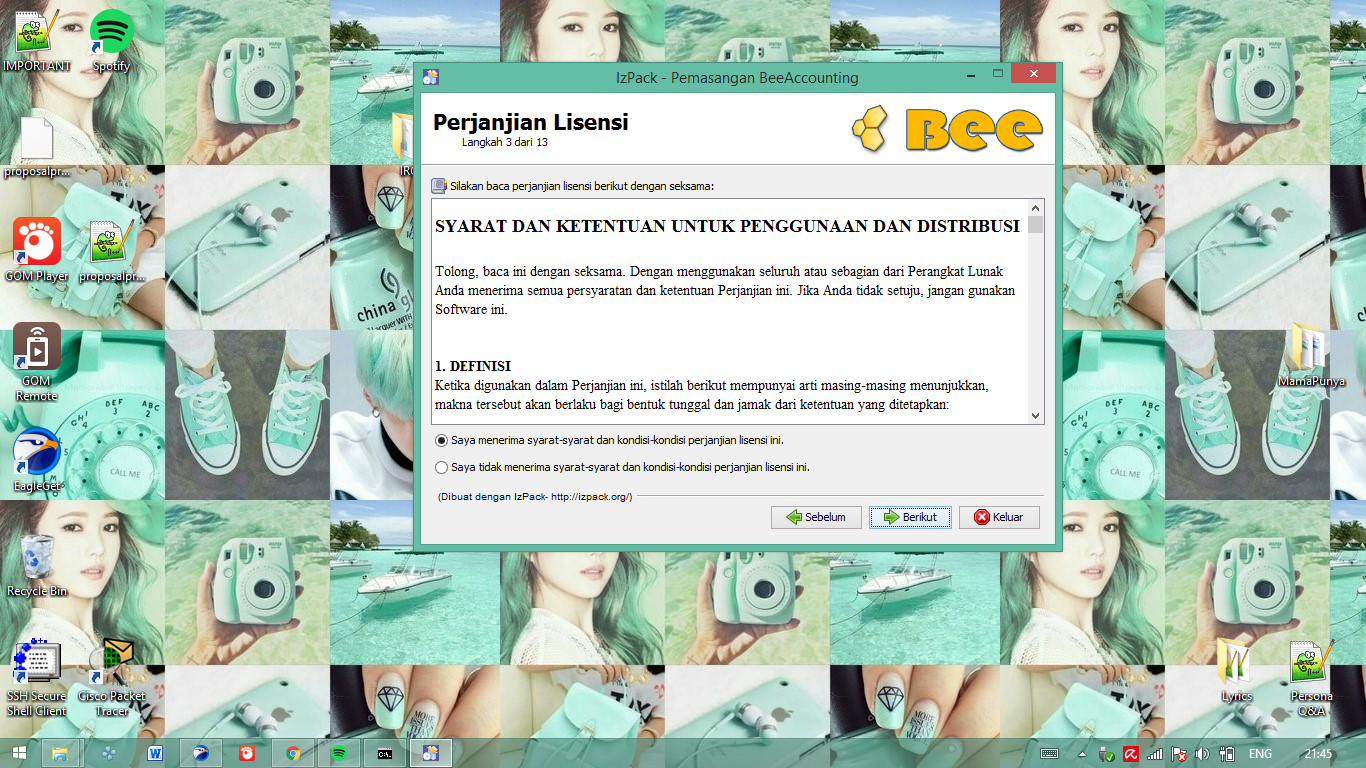 IMPORTANT
Spotify
proposalpr...
IRO
GOM Player
proposalpr...
GOM
Remote
EagleGet
Recycle Bin
SSH Secure
Shell Client
Cisco Packet
Tracer
MamaPunya
Lyrics
Persona
Q&A
IzPack - Pemasangan BeeAccounting
Perjanjian Lisensi
Langkah 3 dari 13
Bee
Silakan baca perjanjian lisensi berikut dengan seksama:
SYARAT DAN KETENTUAN UNTUK PENGGUNAAN DAN DISTRIBUSI
Tolong, baca ini dengan seksama. Dengan menggunakan seluruh atau sebagian dari Perangkat Lunak
Anda menerima semua persyaratan dan ketentuan Perjanjian ini. Jika Anda tidak setuju, jangan gunakan
Software ini.
1. DEFINISI
Ketika digunakan dalam Perjanjian ini, istilah berikut mempunyai arti masing-masing menunjukkan,
makna tersebut akan berlaku bagi bentuk tunggal dan jamak dari ketentuan yang ditetapkan:
Saya menerima syarat-syarat dan kondisi-kondisi perjanjian lisensi ini.
Saya tidak menerima syarat-syarat dan kondisi-kondisi perjanjian lisensi ini.
(Dibuat dengan IzPack- http://izpack.org/)
Sebelum
Berikut
Keluar
china gl
CALL ME
CALL ME
ENG
21:45